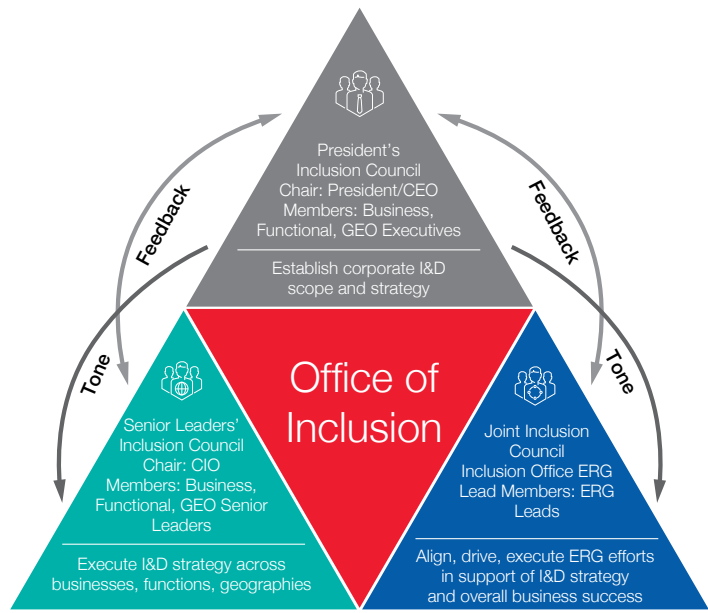 President's
Inclusion Council
Chair: President/CEO
Members: Business,
Functional, GEO Executives
Establish corporate I&D
scope and strategy
Feedback
Feedback
Tone
Tone
Office of
Inclusion
Senior Leaders'
Inclusion Council
Chair: CIO
Members: Business,
Functional, GEO Senior
Leaders
Execute I&D strategy across
businesses, functions, geographies
Joint Inclusion
Council
Inclusion Office ERG
Lead Members: ERG
Leads
Align, drive, execute ERG efforts
in support of I&D strategy
and overall business success